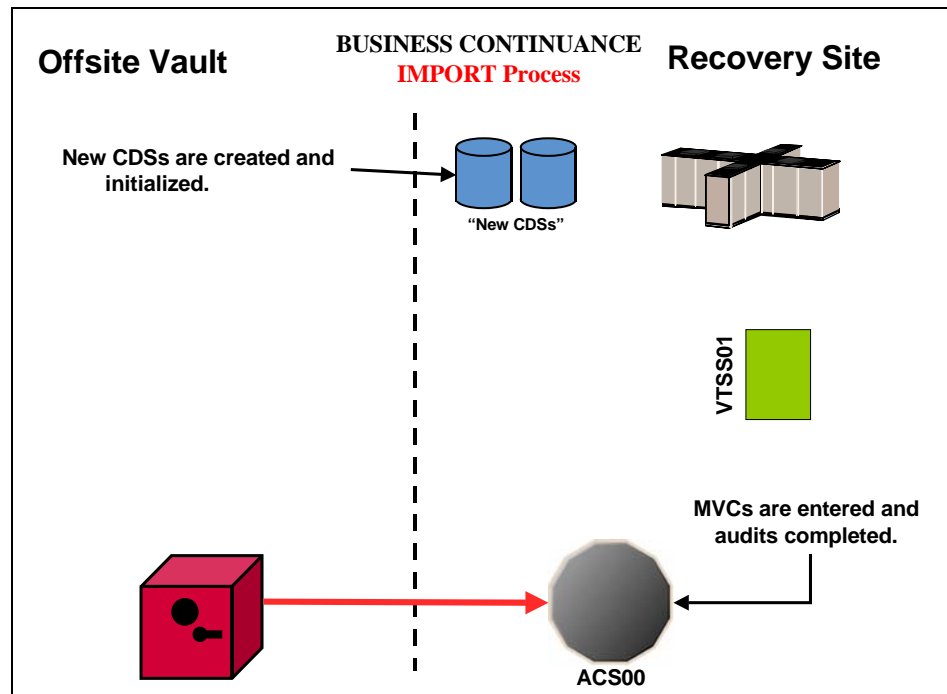 Offsite Vault
BUSINESS CONTINUANCE
IMPORT Process
Recovery Site
New CDSs are created and
initialized.
“New CDSs”
VTSS01
MVCs are entered and
audits completed.
ACS00